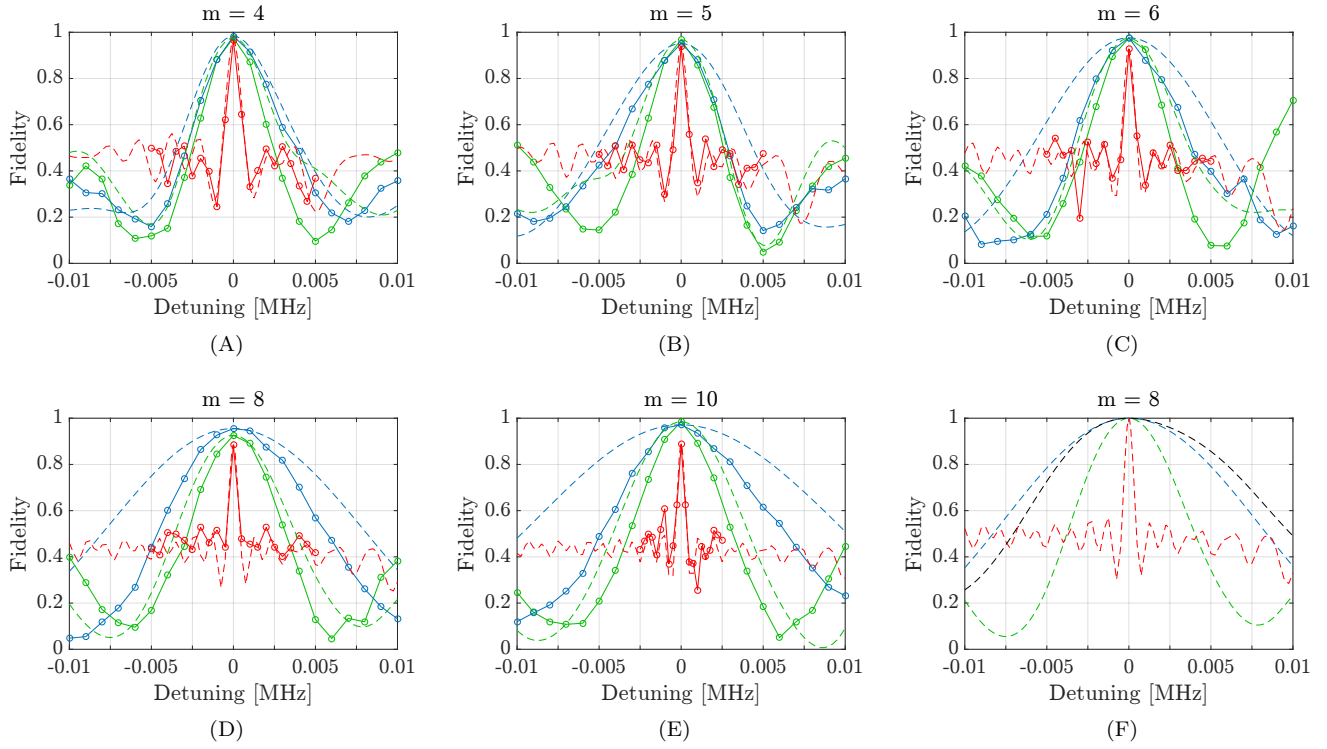 m = 4
m = 5
m = 6
1
0.8
0.6
0.4
0.2
0
Fidelity
-0.01
-0.005
0
0.005
0.01
Detuning [MHz]
(A)
1
0.8
0.6
0.4
0.2
0
Fidelity
-0.01
-0.005
0
0.005
0.01
Detuning [MHz]
(B)
1
0.8
0.6
0.4
0.2
0
Fidelity
-0.01
-0.005
0
0.005
0.01
Detuning [MHz]
(C)
m = 8
m = 10
m = 8
1
0.8
0.6
0.4
0.2
0
Fidelity
-0.01
-0.005
0
0.005
0.01
Detuning [MHz]
(D)
1
0.8
0.6
0.4
0.2
0
Fidelity
-0.01
-0.005
0
0.005
0.01
Detuning [MHz]
(E)
1
0.8
0.6
0.4
0.2
0
Fidelity
-0.01
-0.005
0
0.005
0.01
Detuning [MHz]
(F)